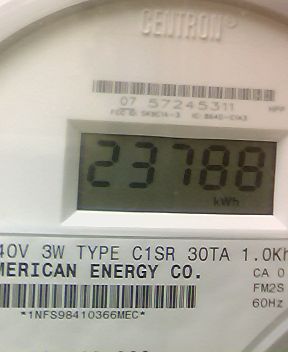 CENTRON®
07 57245311
23788
kWh
40V 3W TYPE C1SR 30TA 1.0Kh
MERICAN ENERGY CO.
CA 0
FM2S
60Hz
*1NFS98410366MEC*